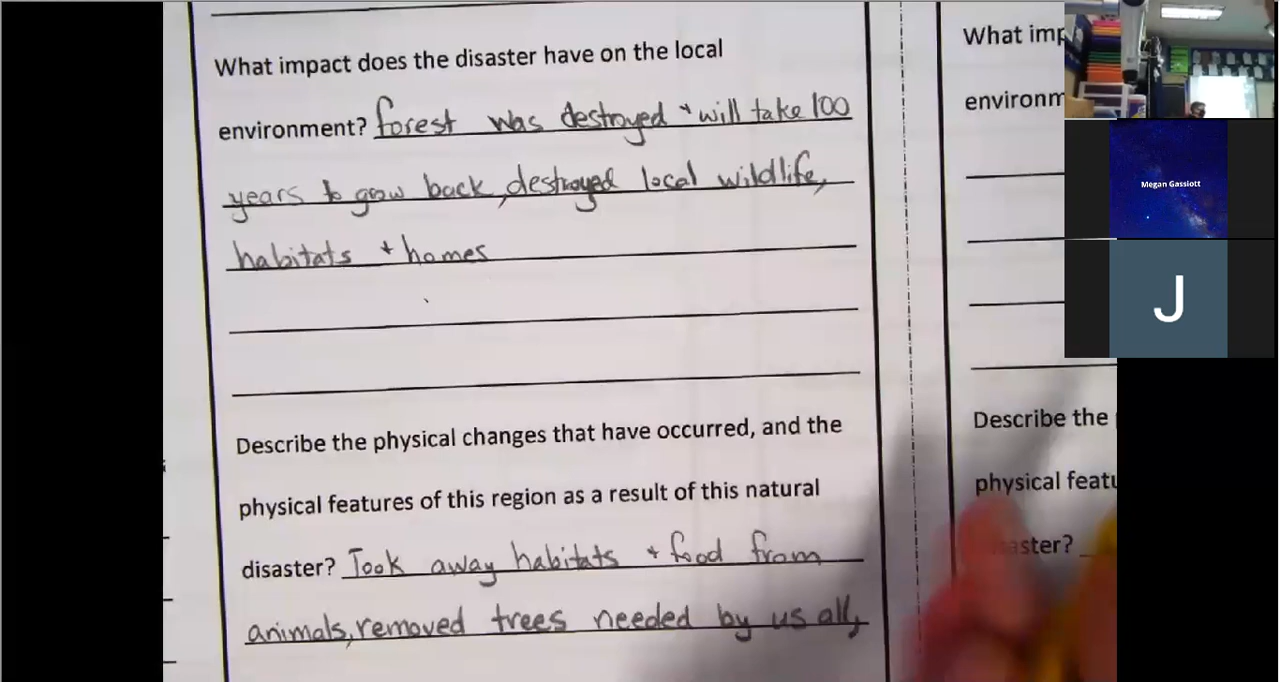 What impact does the disaster have on the local
environment? forest was destroyed + will take 100
years to grow back, destroyed local wildlife,
habitats + homes
Describe the physical changes that have occurred, and the
physical features of this region as a result of this natural
disaster? Took away habitats + food from
animals, removed trees needed by us all,
What imp
environm
Describe the
physical featu
aster?
Megan Gassiott
J